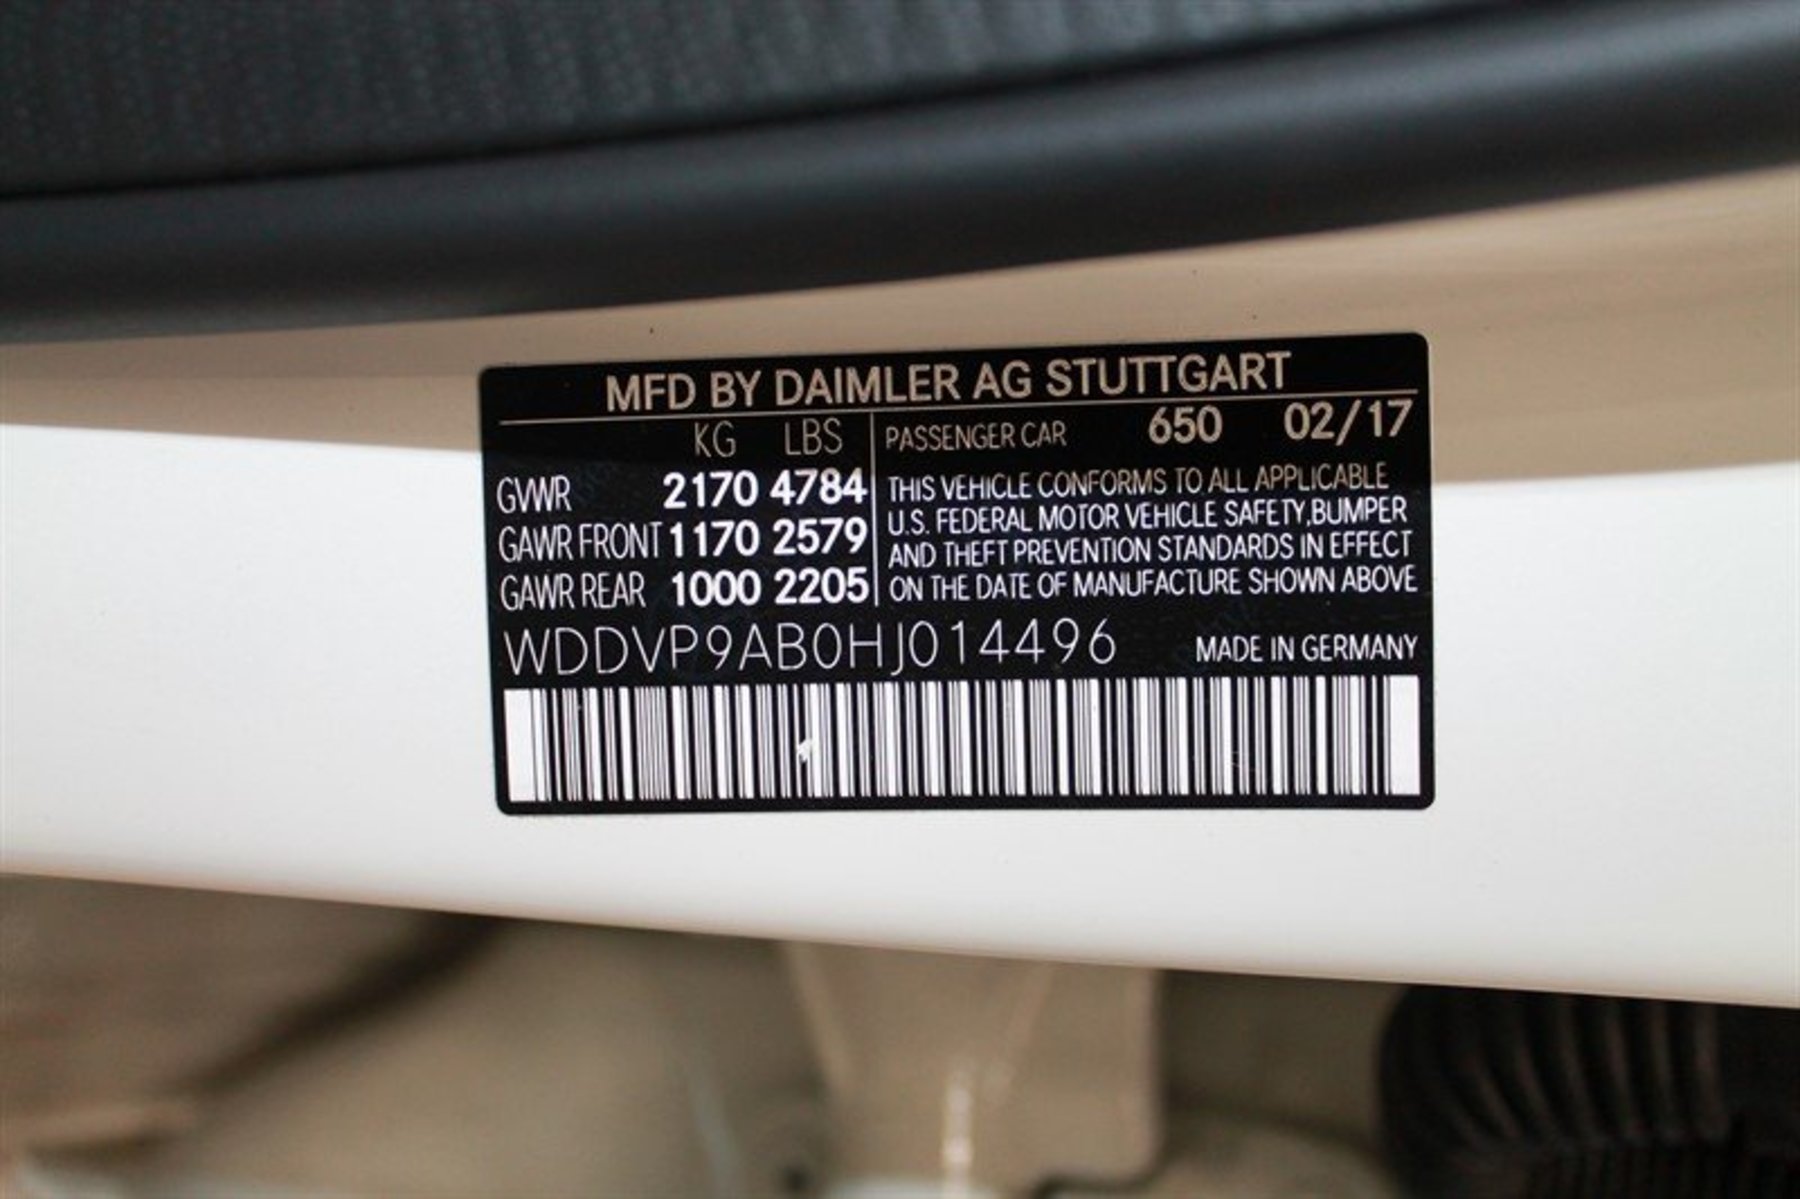 MFD BY DAIMLER AG STUTTGART
KG LBS
PASSENGER CAR 650 02/17
GVWR 2170 4784
GAWR FRONT 1170 2579
GAWR REAR 1000 2205
THIS VEHICLE CONFORMS TO ALL APPLICABLE
U.S. FEDERAL MOTOR VEHICLE SAFETY, BUMPER
AND THEFT PREVENTION STANDARDS IN EFFECT
ON THE DATE OF MANUFACTURE SHOWN ABOVE
WDDVP9AB0HJ014496
MADE IN GERMANY